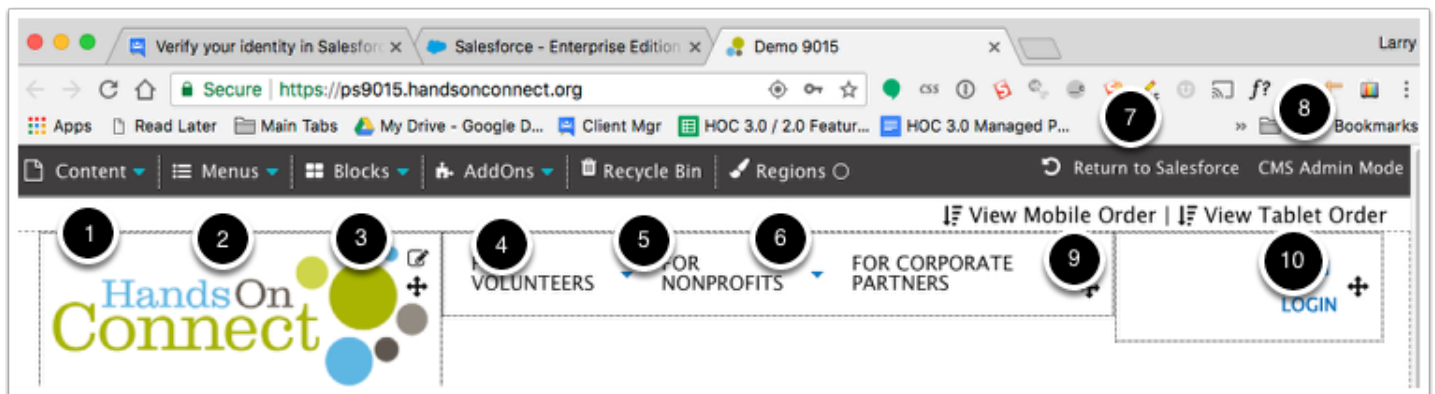 Verify your identity in Salesforc Salesforce - Enterprise Edition Demo 9015 Larry
Secure | https://ps9015.handsonconnect.org css f?
Apps Read Later Main Tabs My Drive - Google D... Client Mgr HOC 3.0 / 2.0 Featur... HOC 3.0 Managed P... » Bookmarks
7 8
Content Menus Blocks AddOns Recycle Bin Regions Return to Salesforce CMS Admin Mode
View Mobile Order | View Tablet Order
1 2 3 4 5 6 9 10
FOR FOR CORPORATE
VOLUNTEERS NONPROFITS PARTNERS
LOGIN
HandsOn
Connect